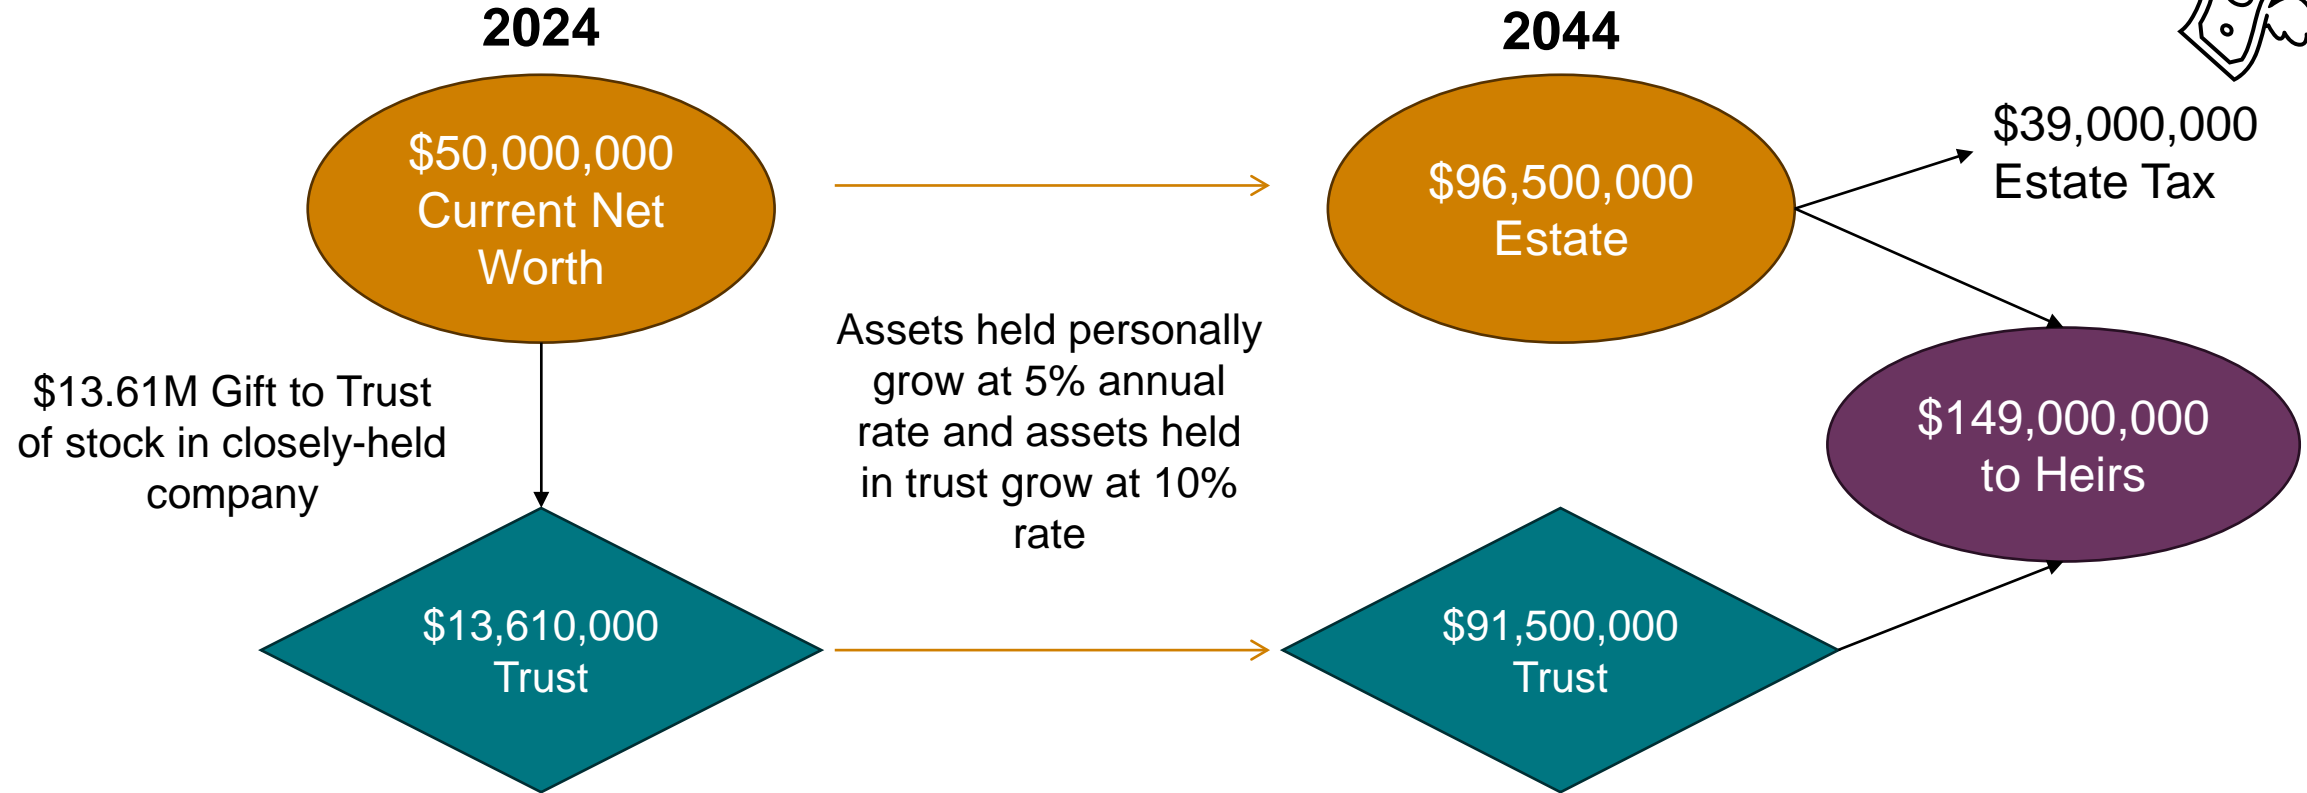 2024
2044
$50,000,000
Current Net
Worth
$96,500,000
Estate
$39,000,000
Estate Tax
$13.61M Gift to Trust
of stock in closely-held
company
Assets held personally
grow at 5% annual
rate and assets held
in trust grow at 10%
rate
$149,000,000
to Heirs
$13,610,000
Trust
$91,500,000
Trust